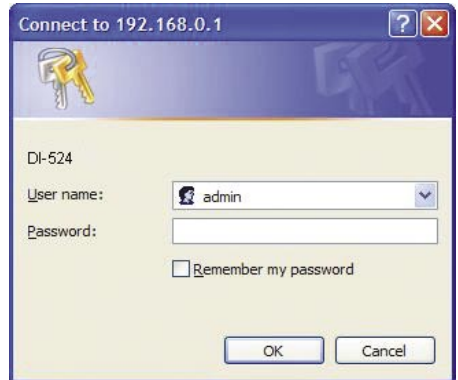 Connect to 192.168.0.1
DI-524
User name:
admin
Password:
Remember my password
OK
Cancel